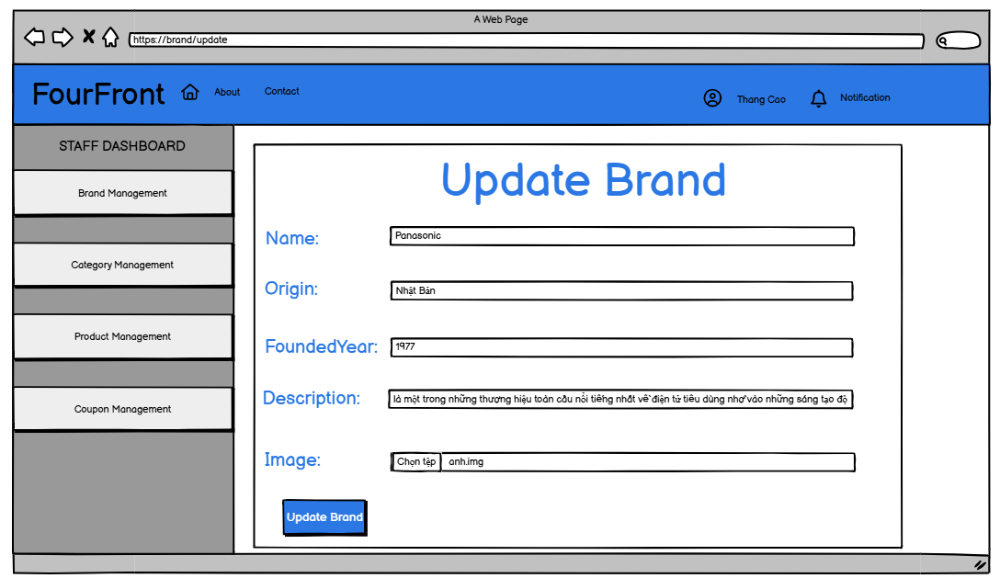 A Web Page
https://brand/update
FourFront
About
Contact
Thang Cao
Notification
STAFF DASHBOARD
Brand Management
Category Management
Product Management
Coupon Management
Update Brand
Name:
Panasonic
Origin:
Nhật Bản
FoundedYear:
1977
Description:
là một trong những thương hiệu toàn cầu nổi tiếng nhất về điện tử tiêu dùng nhờ vào những sáng tạo độ
Image:
Chọn tệp
anh.img
Update Brand